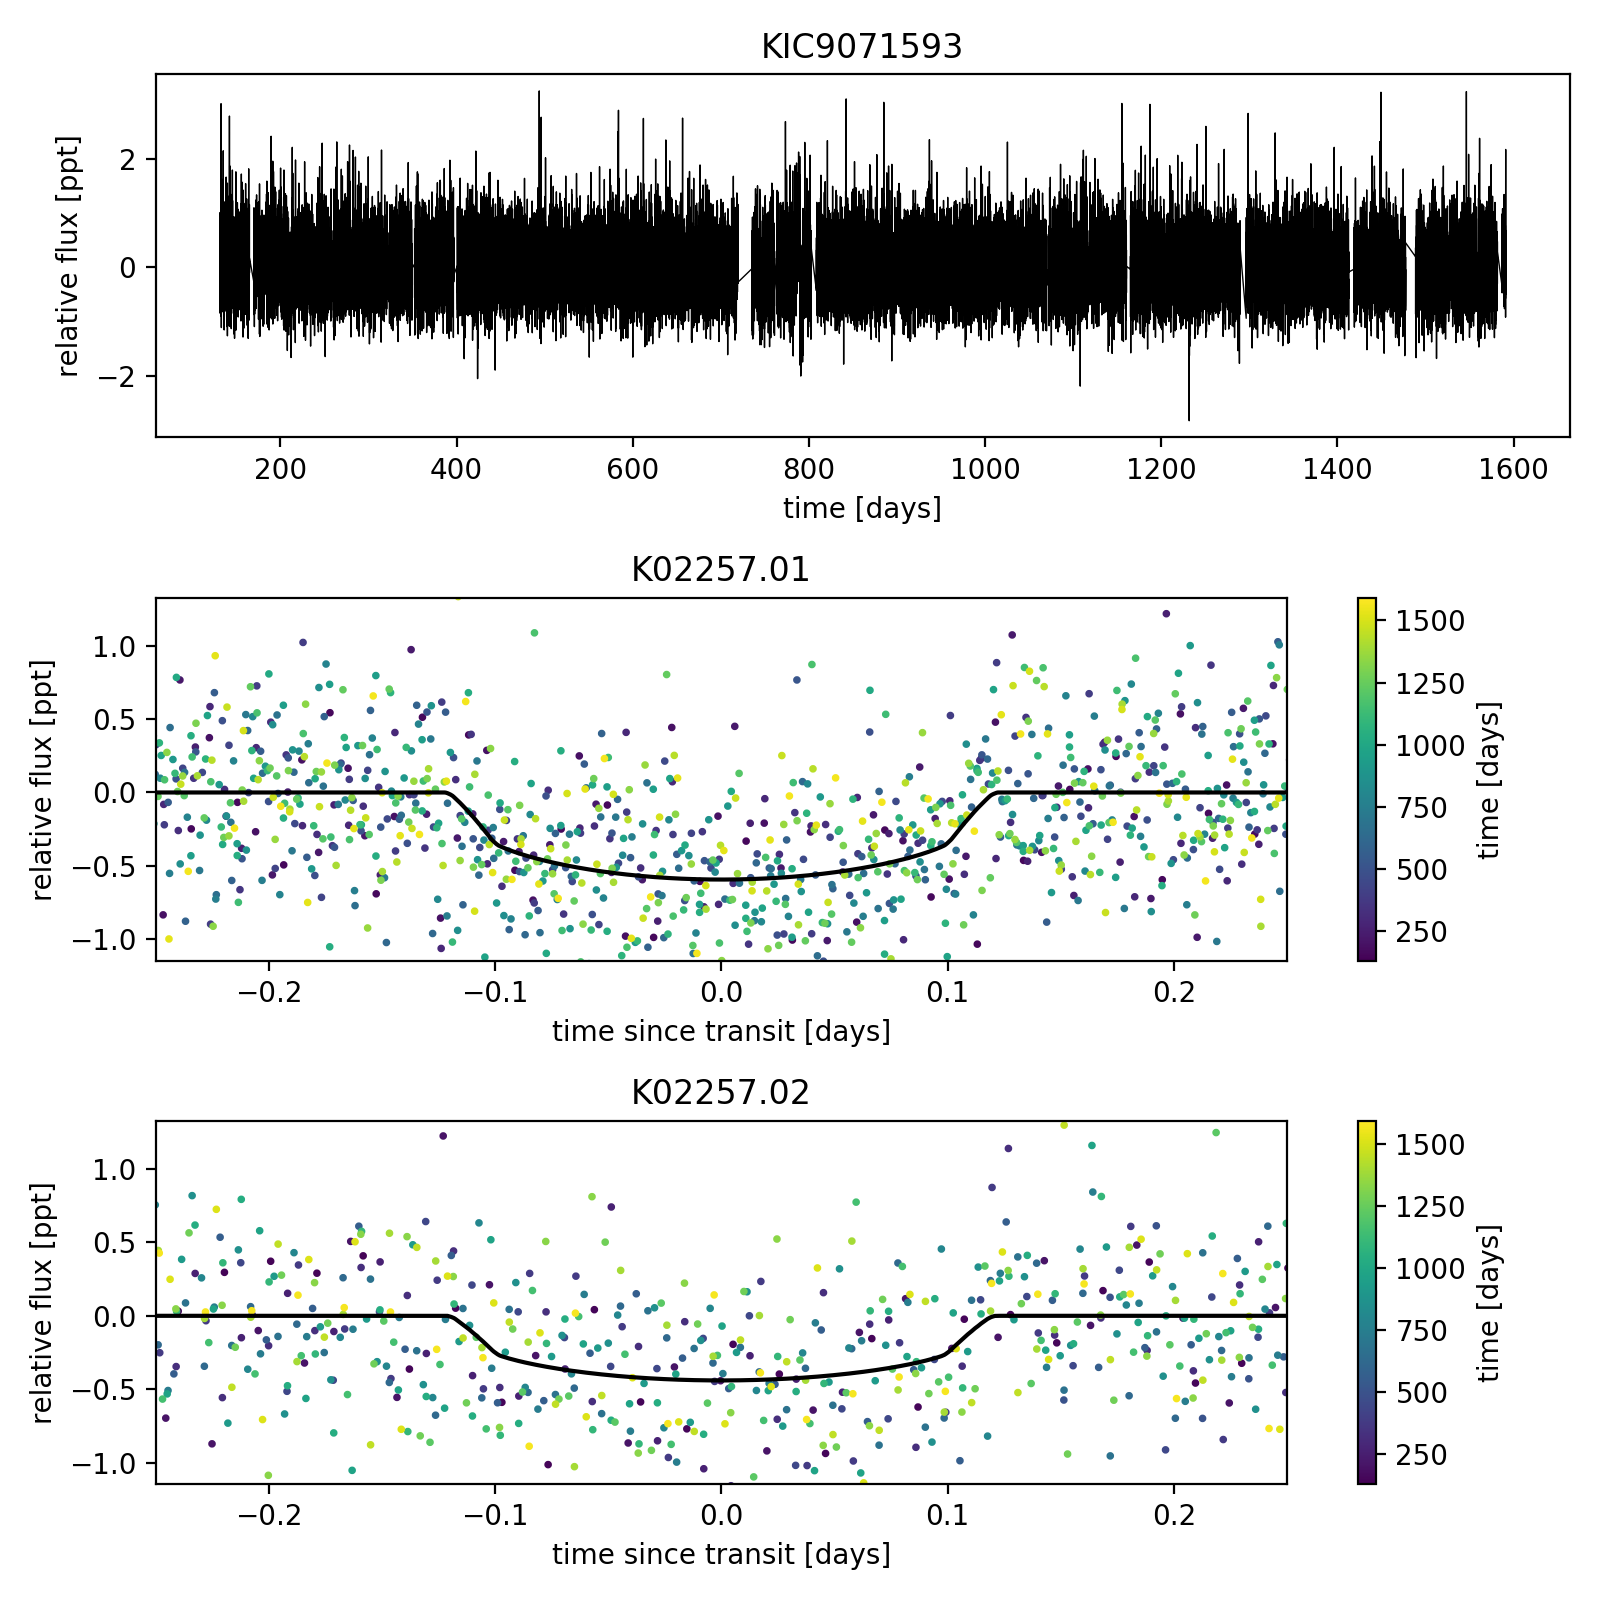 KIC9071593
relative flux [ppt]
2
0
−2
200 400 600 800 1000 1200 1400 1600
time [days]
K02257.01
relative flux [ppt]
1.0
0.5
0.0
−0.5
−1.0
−0.2 −0.1 0.0 0.1 0.2
time since transit [days]
1500
1250
1000
750
500
250
time [days]
K02257.02
relative flux [ppt]
1.0
0.5
0.0
−0.5
−1.0
−0.2 −0.1 0.0 0.1 0.2
time since transit [days]
1500
1250
1000
750
500
250
time [days]